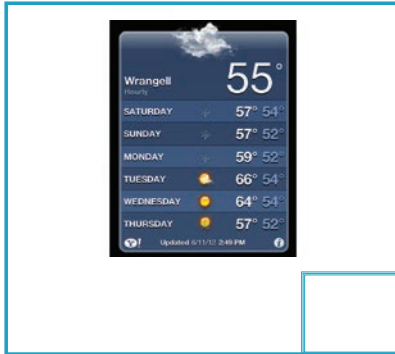 55°
Wrangell
Hourly
SATURDAY 57° 54°
SUNDAY 57° 52°
MONDAY 59° 52°
TUESDAY 66° 54°
WEDNESDAY 64° 54°
THURSDAY 57° 52°
Y! Updated 6/11/12 2:49 PM i